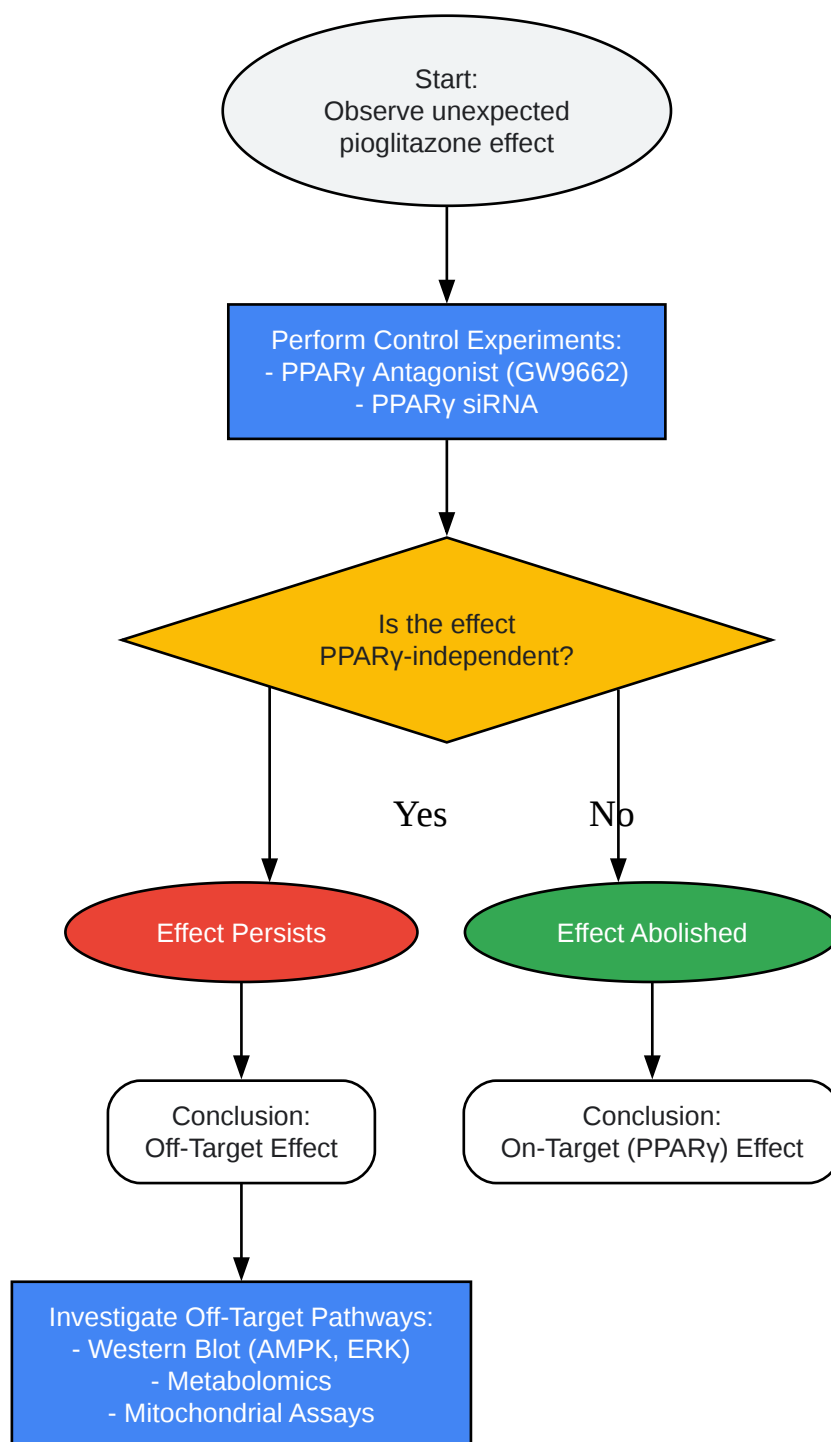 Start:
Observe unexpected
pioglitazone effect
Perform Control Experiments:
- PPARγ Antagonist (GW9662)
- PPARγ siRNA
Is the effect
PPARγ-independent?
Yes
No
Effect Persists
Effect Abolished
Conclusion:
Off-Target Effect
Conclusion:
On-Target (PPARγ) Effect
Investigate Off-Target Pathways:
- Western Blot (AMPK, ERK)
- Metabolomics
- Mitochondrial Assays